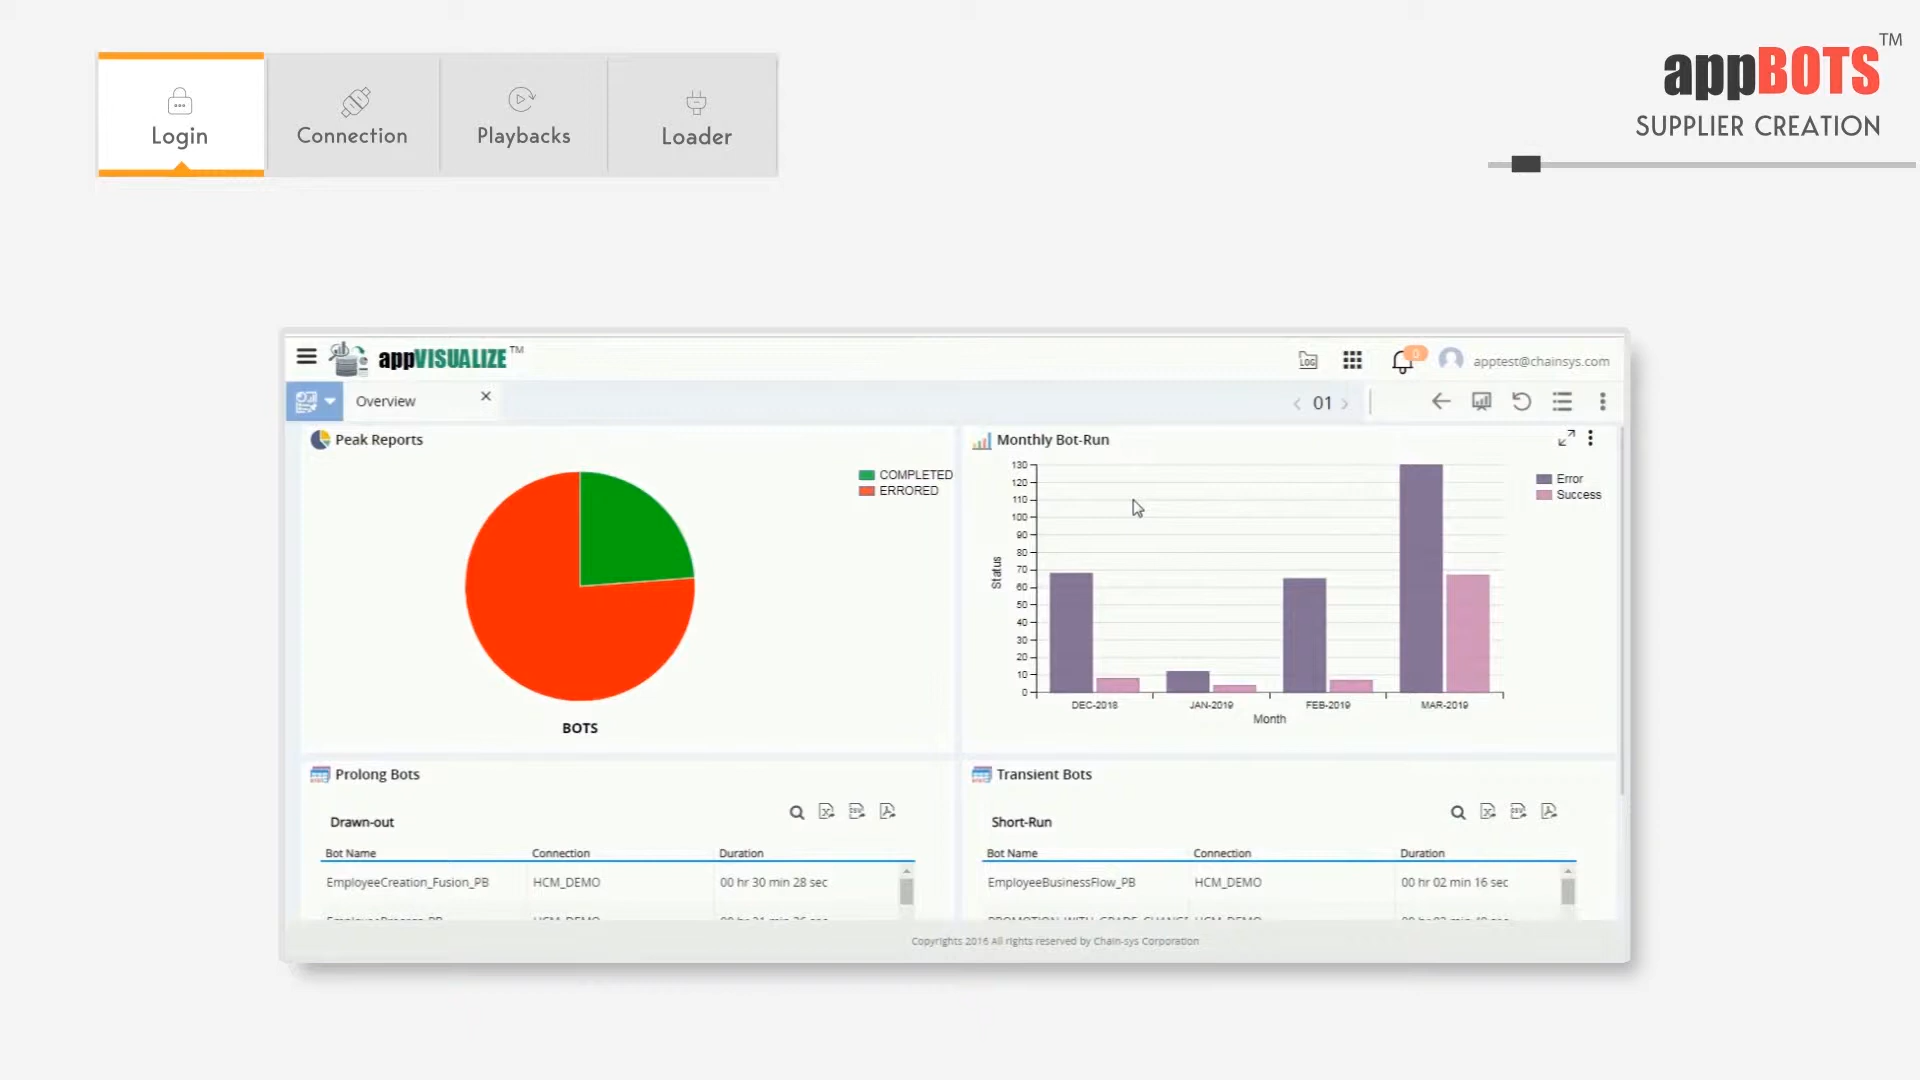 Login
Connection
Playbacks
Loader
appBOTS™
SUPPLIER CREATION
appVISUALIZE™
LOG
0
apptest@chainsys.com
Overview
01
Peak Reports
COMPLETED
ERRORED
BOTS
Monthly Bot-Run
Error
Success
Status
130
120
110
100
90
80
70
60
50
40
30
20
10
0
DEC-2018
JAN-2019
FEB-2019
MAR-2019
Month
Prolong Bots
Drawn-out
Bot Name
Connection
Duration
EmployeeCreation_Fusion_PB
HCM_DEMO
00 hr 30 min 28 sec
Transient Bots
Short-Run
Bot Name
Connection
Duration
EmployeeBusinessFlow_PB
HCM_DEMO
00 hr 02 min 16 sec
Copyrights 2016 All rights reserved by Chain-sys Corporation